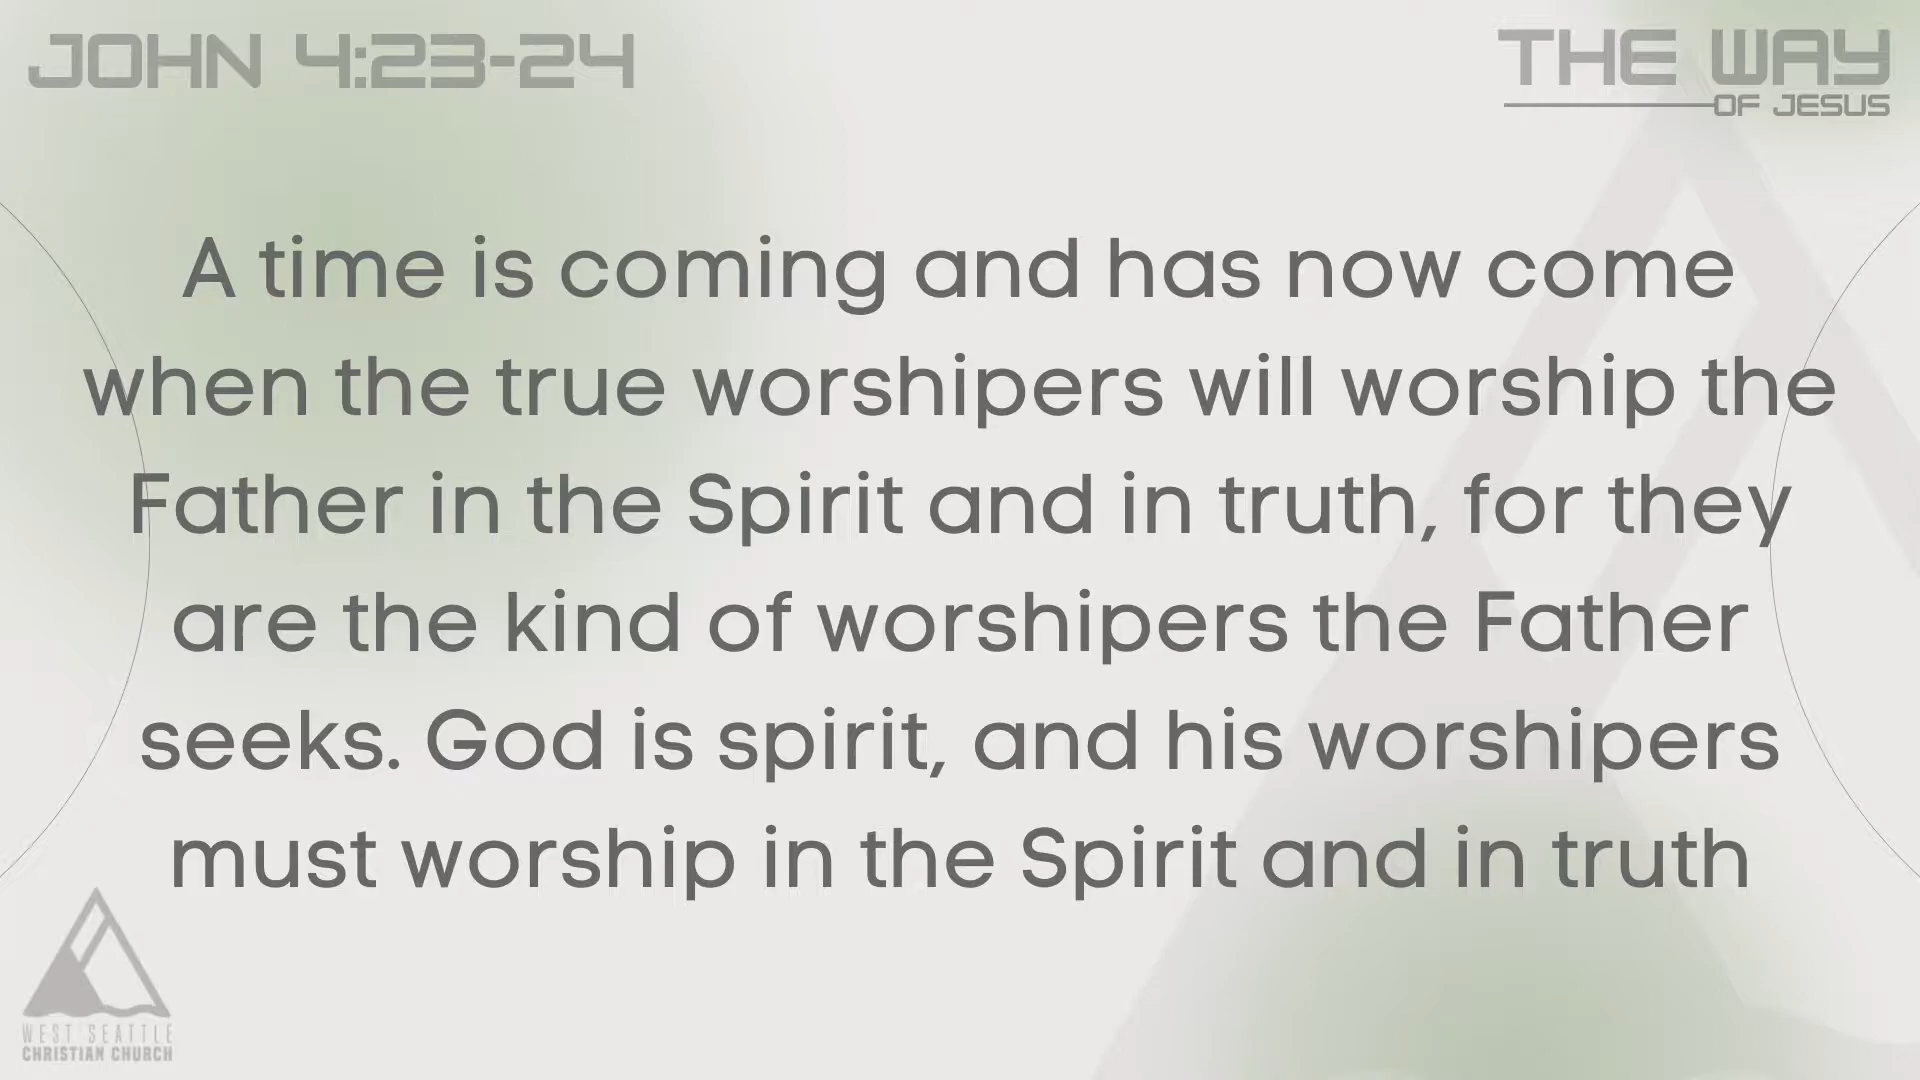 JOHN 4:23-24
THE WAY
OF JESUS
A time is coming and has now come
when the true worshipers will worship the
Father in the Spirit and in truth, for they
are the kind of worshipers the Father
seeks. God is spirit, and his worshipers
must worship in the Spirit and in truth
WEST SEATTLE
CHRISTIAN CHURCH